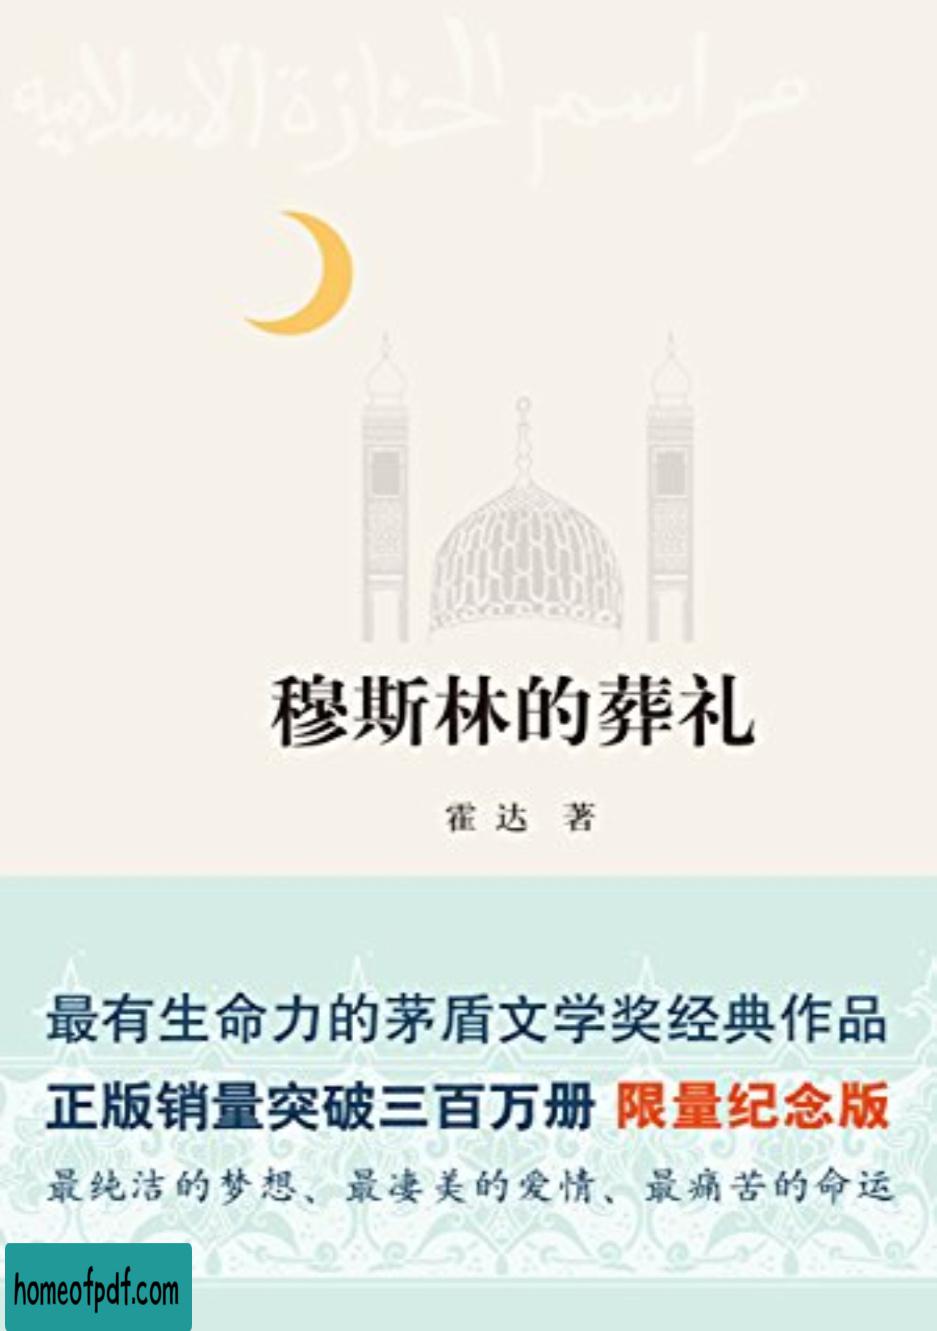 مراسم الجنازة الاسلامية
穆斯林的葬礼
霍达 著
最有生命力的茅盾文学奖经典作品
正版销量突破三百万册 限量纪念版
最纯洁的梦想、最凄美的爱情、最痛苦的命运
homeofpdf.com